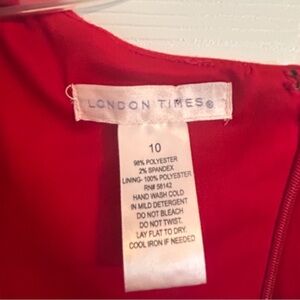 LONDON TIMES®
10
98% POLYESTER
2% SPANDEX
LINING- 100% POLYESTER
RN# 56142
HAND WASH COLD
IN MILD DETERGENT
DO NOT BLEACH
DO NOT TWIST.
LAY FLAT TO DRY.
COOL IRON IF NEEDED